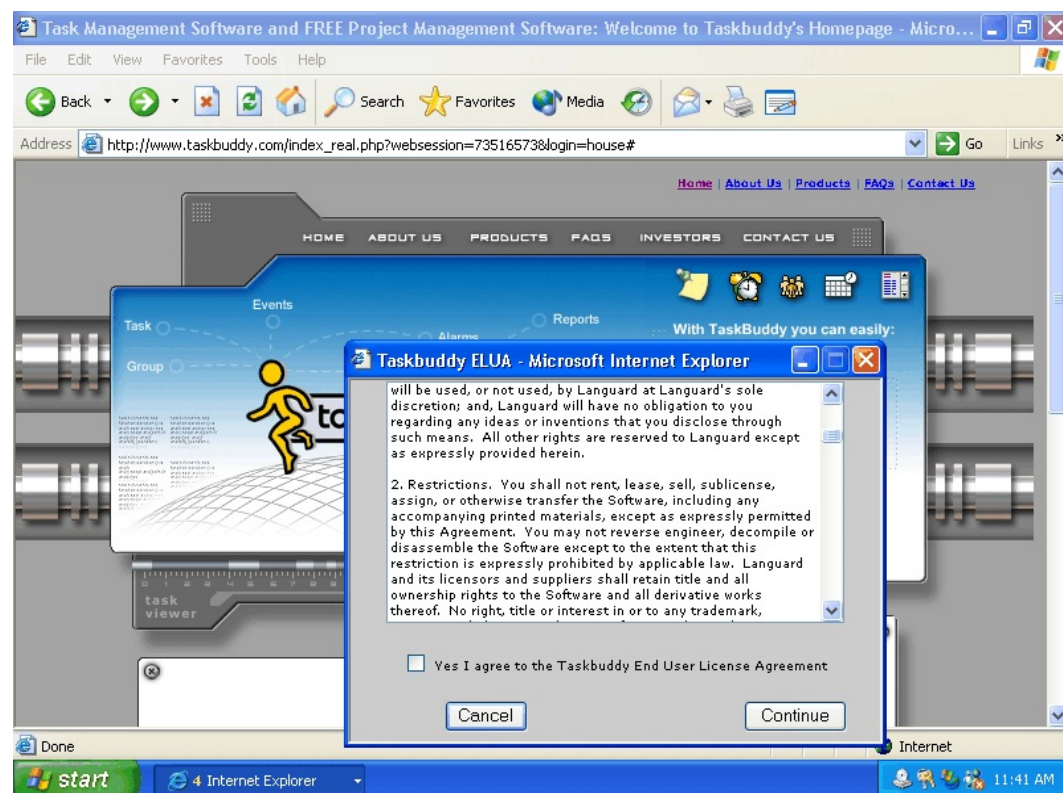 Task Management Software and FREE Project Management Software: Welcome to Taskbuddy's Homepage - Micro...
File Edit View Favorites Tools Help
Back Search Favorites Media
Address http://www.taskbuddy.com/index_real.php?websession=73516573&login=house# Go Links »
Home | About Us | Products | FAQs | Contact Us
HOME ABOUT US PRODUCTS FAQS INVESTORS CONTACT US
Events
Task
Alarms
Reports
With TaskBuddy you can easily:
Group
Taskbuddy ELUA - Microsoft Internet Explorer
will be used, or not used, by Languard at Languard's sole
discretion; and, Languard will have no obligation to you
regarding any ideas or inventions that you disclose through
such means. All other rights are reserved to Languard except
as expressly provided herein.
2. Restrictions. You shall not rent, lease, sell, sublicense,
assign, or otherwise transfer the Software, including any
accompanying printed materials, except as expressly permitted
by this Agreement. You may not reverse engineer, decompile or
disassemble the Software except to the extent that this
restriction is expressly prohibited by applicable law. Languard
and its licensors and suppliers shall retain title and all
ownership rights to the Software and all derivative works
thereof. No right, title or interest in or to any trademark,
task
viewer
Yes I agree to the Taskbuddy End User License Agreement
Cancel Continue
Done Internet
start 4 Internet Explorer 11:41 AM